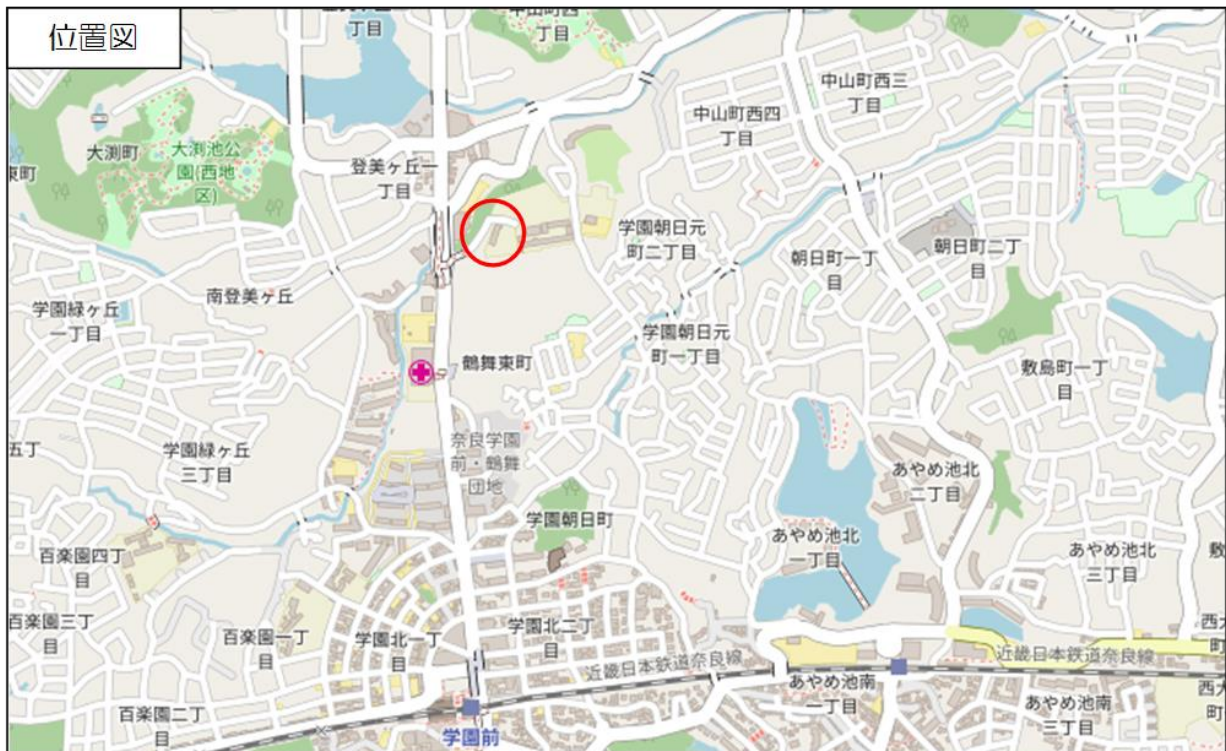 位置図
丁目
中山町西
丁目
中山町西三
丁目
中山町西四
丁目
大渕町
大渕池公
園(西地
区)
東町
登美ヶ丘一
丁目
学園朝日元
町二丁目
朝日町二丁
目
朝日町一丁
目
学園緑ヶ丘
一丁目
南登美ヶ丘
学園朝日元
町一丁目
鶴舞東町
敷島町一丁
目
五丁
学園緑ヶ丘
三丁目
奈良学園
前・鶴舞
団地
あやめ池北
二丁目
学園朝日町
百楽園四丁
目
あやめ池北
一丁目
あやめ池北
三丁目
敷
百楽園三丁
目
百楽園一丁
目
学園北一丁
目
学園北二丁
目
西大
町
近畿日本鉄道奈良線
近畿日本鉄道奈良線
あやめ池南
一丁目
あやめ池南
三丁目
西大
町
百楽園二丁
目
学園前